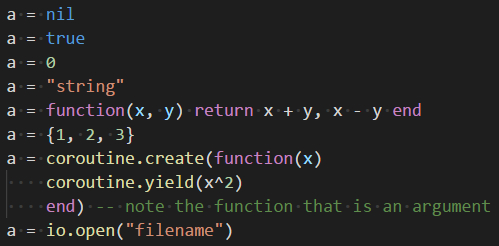 a = nil
a = true
a = 0
a = "string"
a = function(x, y) return x + y, x - y end
a = {1, 2, 3}
a = coroutine.create(function(x)
    coroutine.yield(x^2)
    end) -- note the function that is an argument
a = io.open("filename")